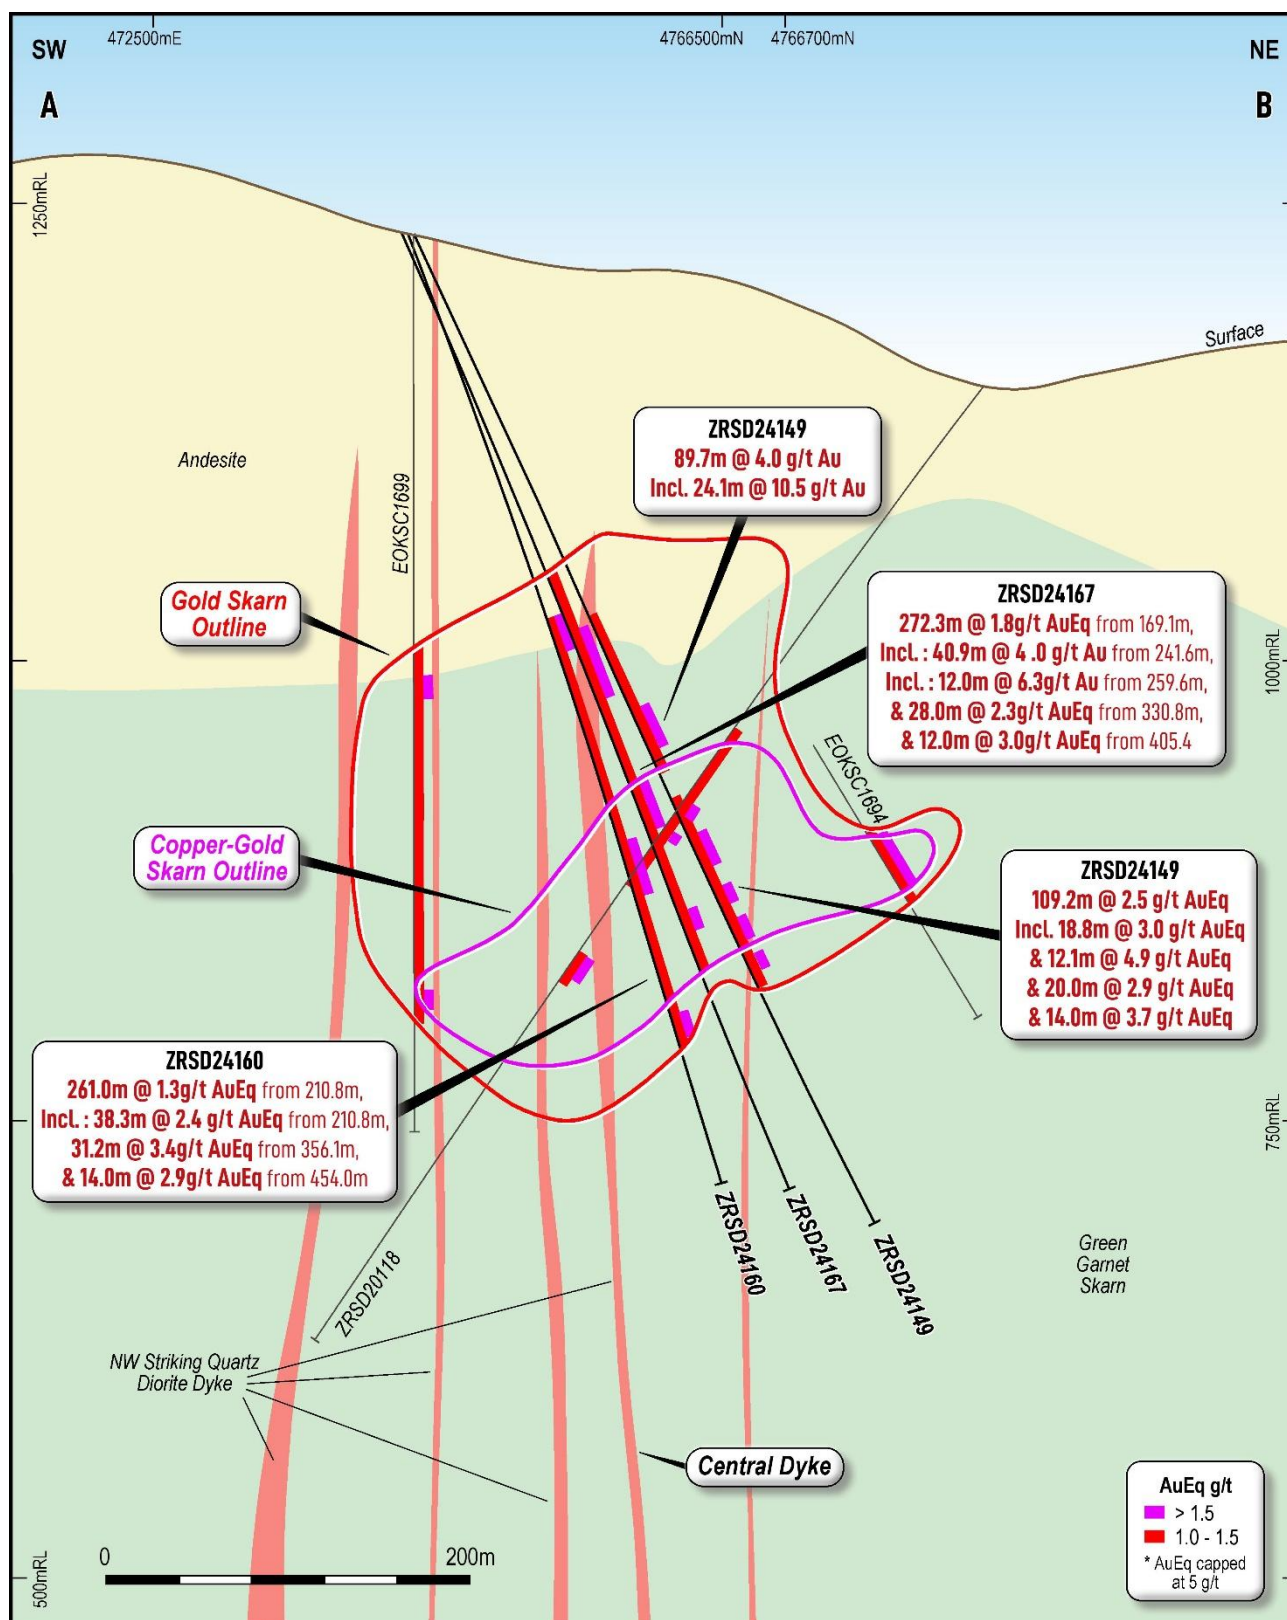 472500mE
4766500mN
4766700mN
SW
NE
A
B
1250mRL
Surface
ZRSD24149
89.7m @ 4.0 g/t Au
Incl. 24.1m @ 10.5 g/t Au
Andesite
EOKSC1699
ZRSD24167
272.3m @ 1.8g/t AuEq from 169.1m,
Incl. : 40.9m @ 4 .0 g/t Au from 241.6m,
Incl. : 12.0m @ 6.3g/t Au from 259.6m,
& 28.0m @ 2.3g/t AuEq from 330.8m,
& 12.0m @ 3.0g/t AuEq from 405.4
Gold Skarn
Outline
1000mRL
EOKSC1694
Copper-Gold
Skarn Outline
ZRSD24149
109.2m @ 2.5 g/t AuEq
Incl. 18.8m @ 3.0 g/t AuEq
& 12.1m @ 4.9 g/t AuEq
& 20.0m @ 2.9 g/t AuEq
& 14.0m @ 3.7 g/t AuEq
ZRSD24160
261.0m @ 1.3g/t AuEq from 210.8m,
Incl. : 38.3m @ 2.4 g/t AuEq from 210.8m,
31.2m @ 3.4g/t AuEq from 356.1m,
& 14.0m @ 2.9g/t AuEq from 454.0m
750mRL
ZRSD24160
ZRSD24167
ZRSD24149
ZRSD20118
Green
Garnet
Skarn
NW Striking Quartz
Diorite Dyke
Central Dyke
AuEq g/t
> 1.5
1.0 - 1.5
* AuEq capped
at 5 g/t
0
200m
500mRL